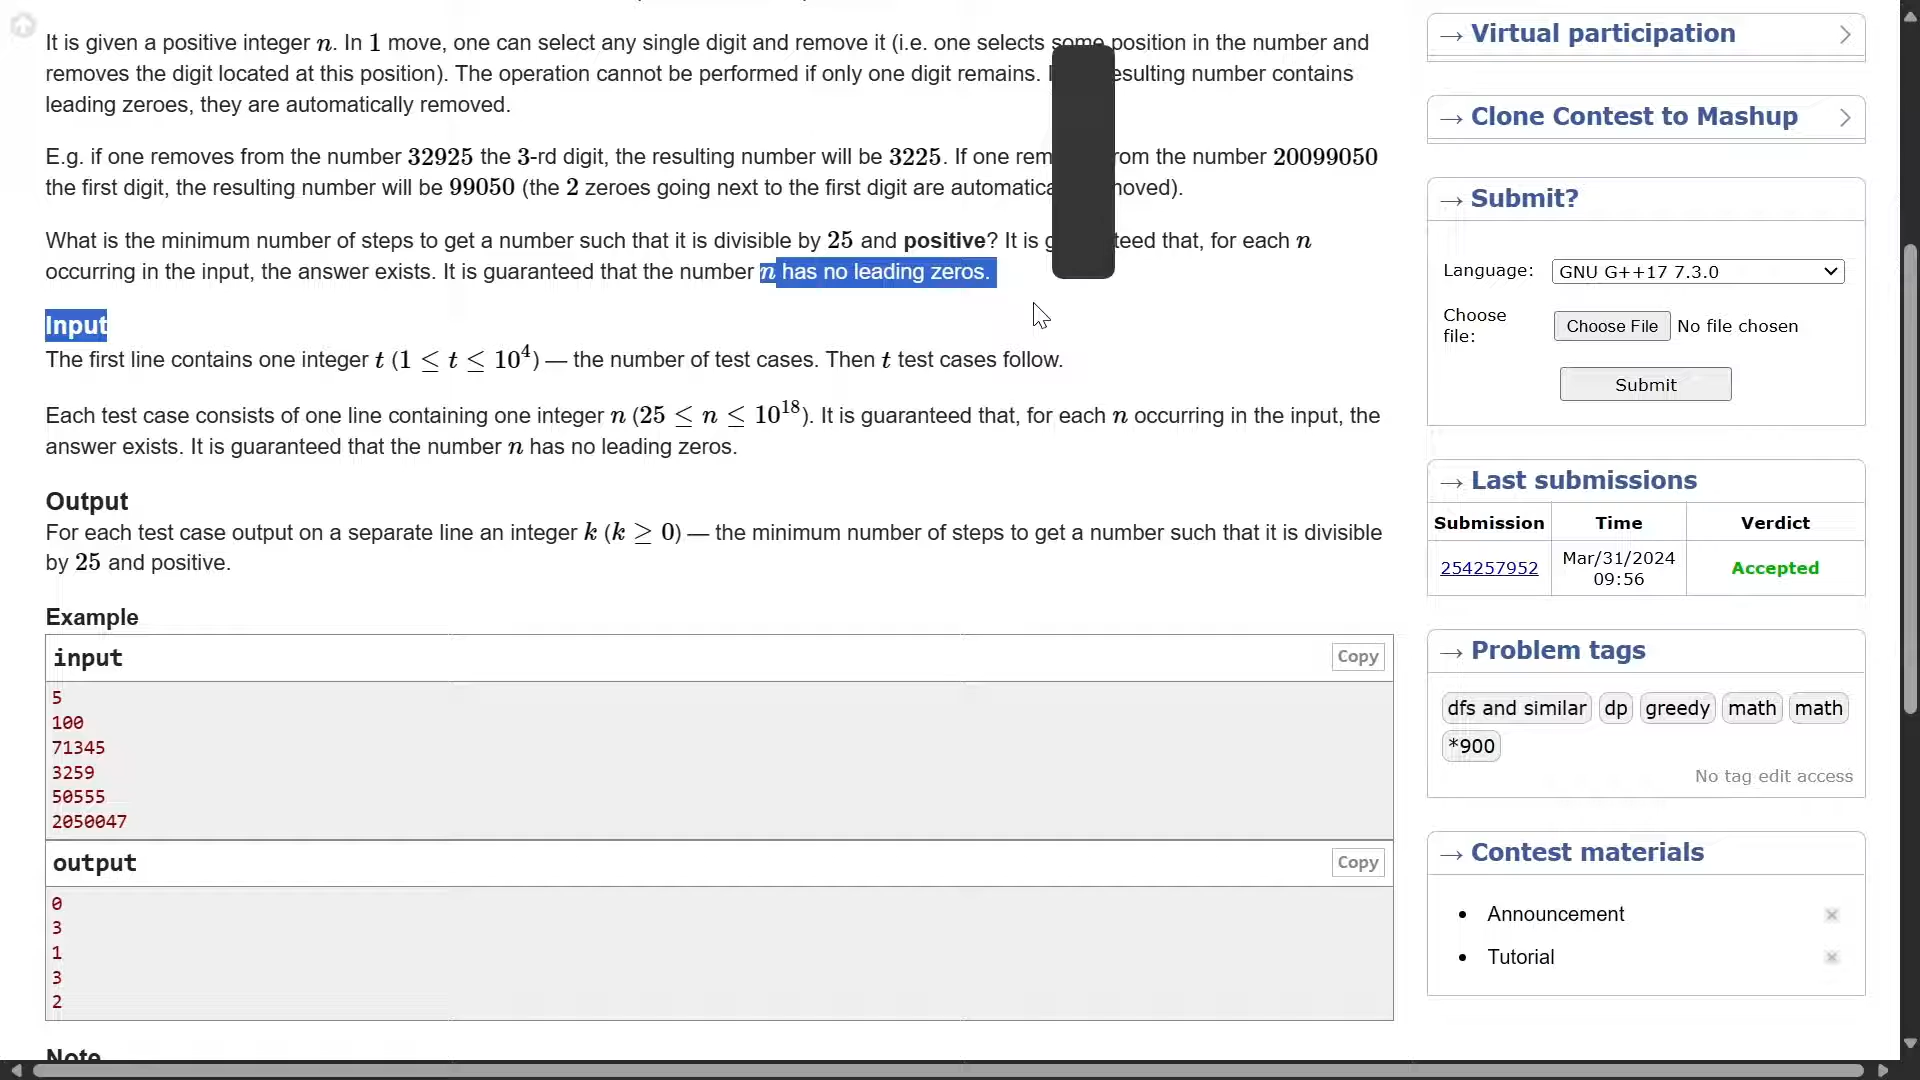 It is given a positive integer n. In 1 move, one can select any single digit and remove it (i.e. one selects some position in the number and
removes the digit located at this position). The operation cannot be performed if only one digit remains. resulting number contains
leading zeroes, they are automatically removed.
E.g. if one removes from the number 32925 the 3-rd digit, the resulting number will be 3225. If one from the number 20099050
the first digit, the resulting number will be 99050 (the 2 zeroes going next to the first digit are
What is the minimum number of steps to get a number such that it is divisible by 25 and positive? It is that, for each n
occurring in the input, the answer exists. It is guaranteed that the number n has no leading zeros.
Input
The first line contains one integer t (1 ≤ t ≤ 10^4) — the number of test cases. Then t test cases follow.
Each test case consists of one line containing one integer n (25 ≤ n ≤ 10^18). It is guaranteed that, for each n occurring in the input, the
answer exists. It is guaranteed that the number n has no leading zeros.
Output
For each test case output on a separate line an integer k (k ≥ 0) — the minimum number of steps to get a number such that it is divisible
by 25 and positive.
Example
input
Copy
5
100
71345
3259
50555
2050047
output
Copy
0
3
1
3
2
Note
→ Virtual participation
→ Clone Contest to Mashup
→ Submit?
Language: GNU G++17 7.3.0
Choose file: Choose File No file chosen
Submit
→ Last submissions
Submission Time Verdict
254257952 Mar/31/2024 09:56 Accepted
→ Problem tags
dfs and similar dp greedy math math
*900
No tag edit access
→ Contest materials
• Announcement
• Tutorial